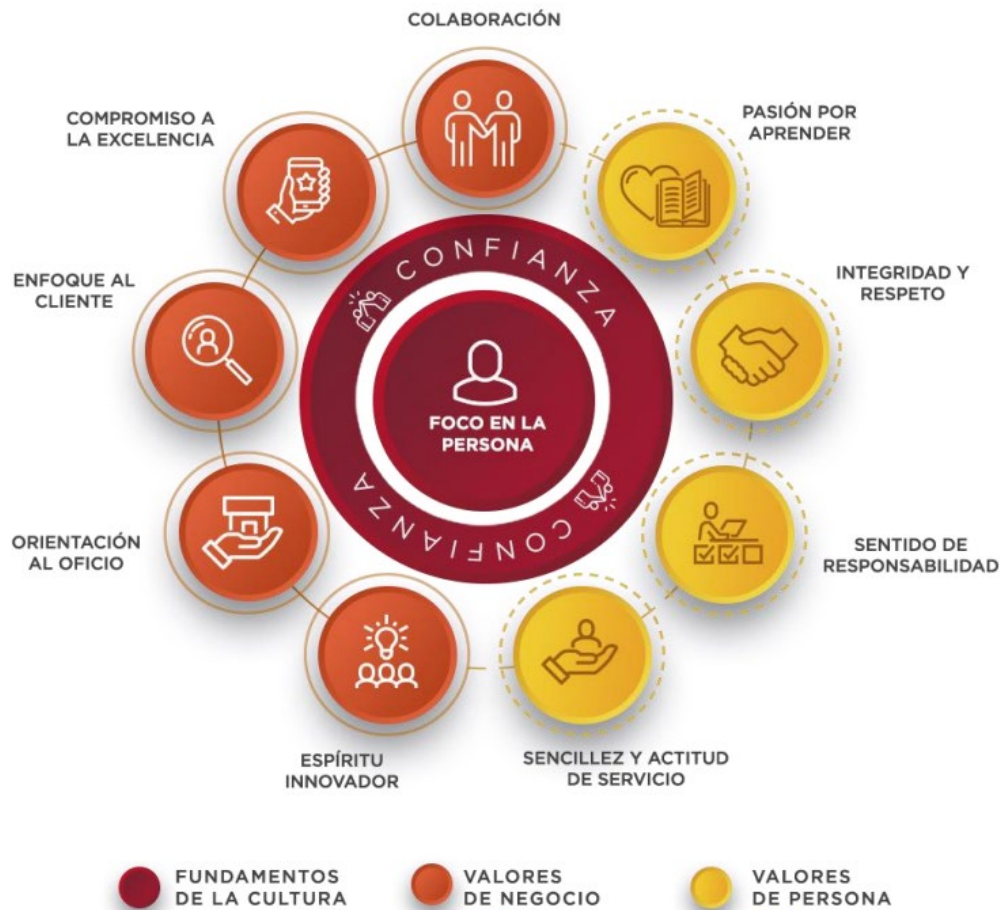 COLABORACIÓN
PASIÓN POR
APRENDER
INTEGRIDAD Y
RESPETO
SENTIDO DE
RESPONSABILIDAD
SENCILLEZ Y ACTITUD
DE SERVICIO
ESPÍRITU
INNOVADOR
ORIENTACIÓN
AL OFICIO
ENFOQUE AL
CLIENTE
COMPROMISO A
LA EXCELENCIA
CONFIANZA
FOCO EN LA
PERSONA
CONFIANZA
FUNDAMENTOS
DE LA CULTURA
VALORES
DE NEGOCIO
VALORES
DE PERSONA